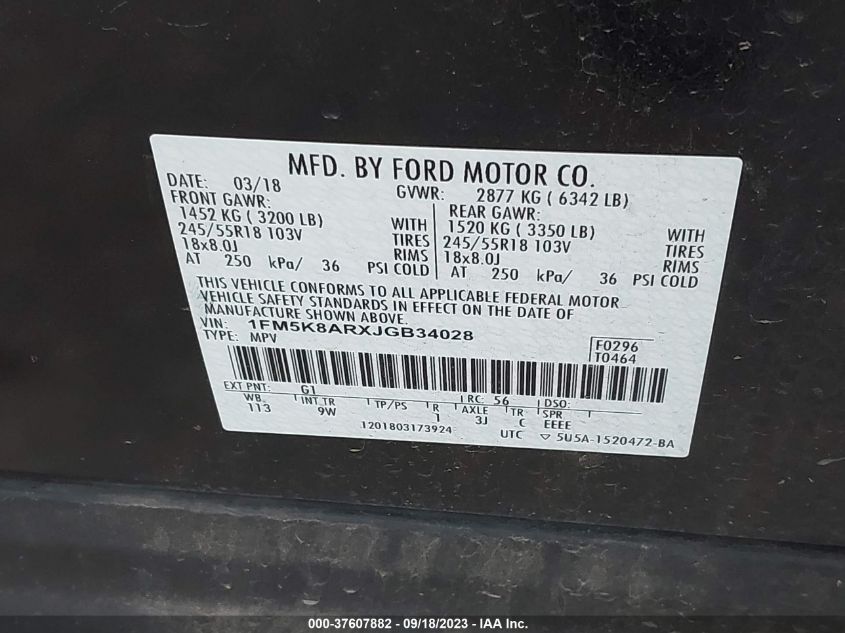 MFD. BY FORD MOTOR CO.
DATE: 03/18 GVWR: 2877 KG ( 6342 LB)
FRONT GAWR: REAR GAWR:
1452 KG ( 3200 LB) WITH 1520 KG ( 3350 LB) WITH
245/55R18 103V TIRES 245/55R18 103V TIRES
18x8.0J RIMS 18x8.0J RIMS
AT 250 kPa/ 36 PSI COLD AT 250 kPa/ 36 PSI COLD
THIS VEHICLE CONFORMS TO ALL APPLICABLE FEDERAL MOTOR
VEHICLE SAFETY STANDARDS IN EFFECT ON THE DATE OF
MANUFACTURE SHOWN ABOVE.
VIN: 1FM5K8ARXJGB34028 F0296
TYPE: MPV T0464
EXT PNT: G1 RC: 56 DSO:
WB INT TR TP/PS R AXLE TR SPR
113 9W 1 3J C EEEE
1201803173924 UTC 5U5A-1520472-BA
000-37607882 - 09/18/2023 - IAA Inc.